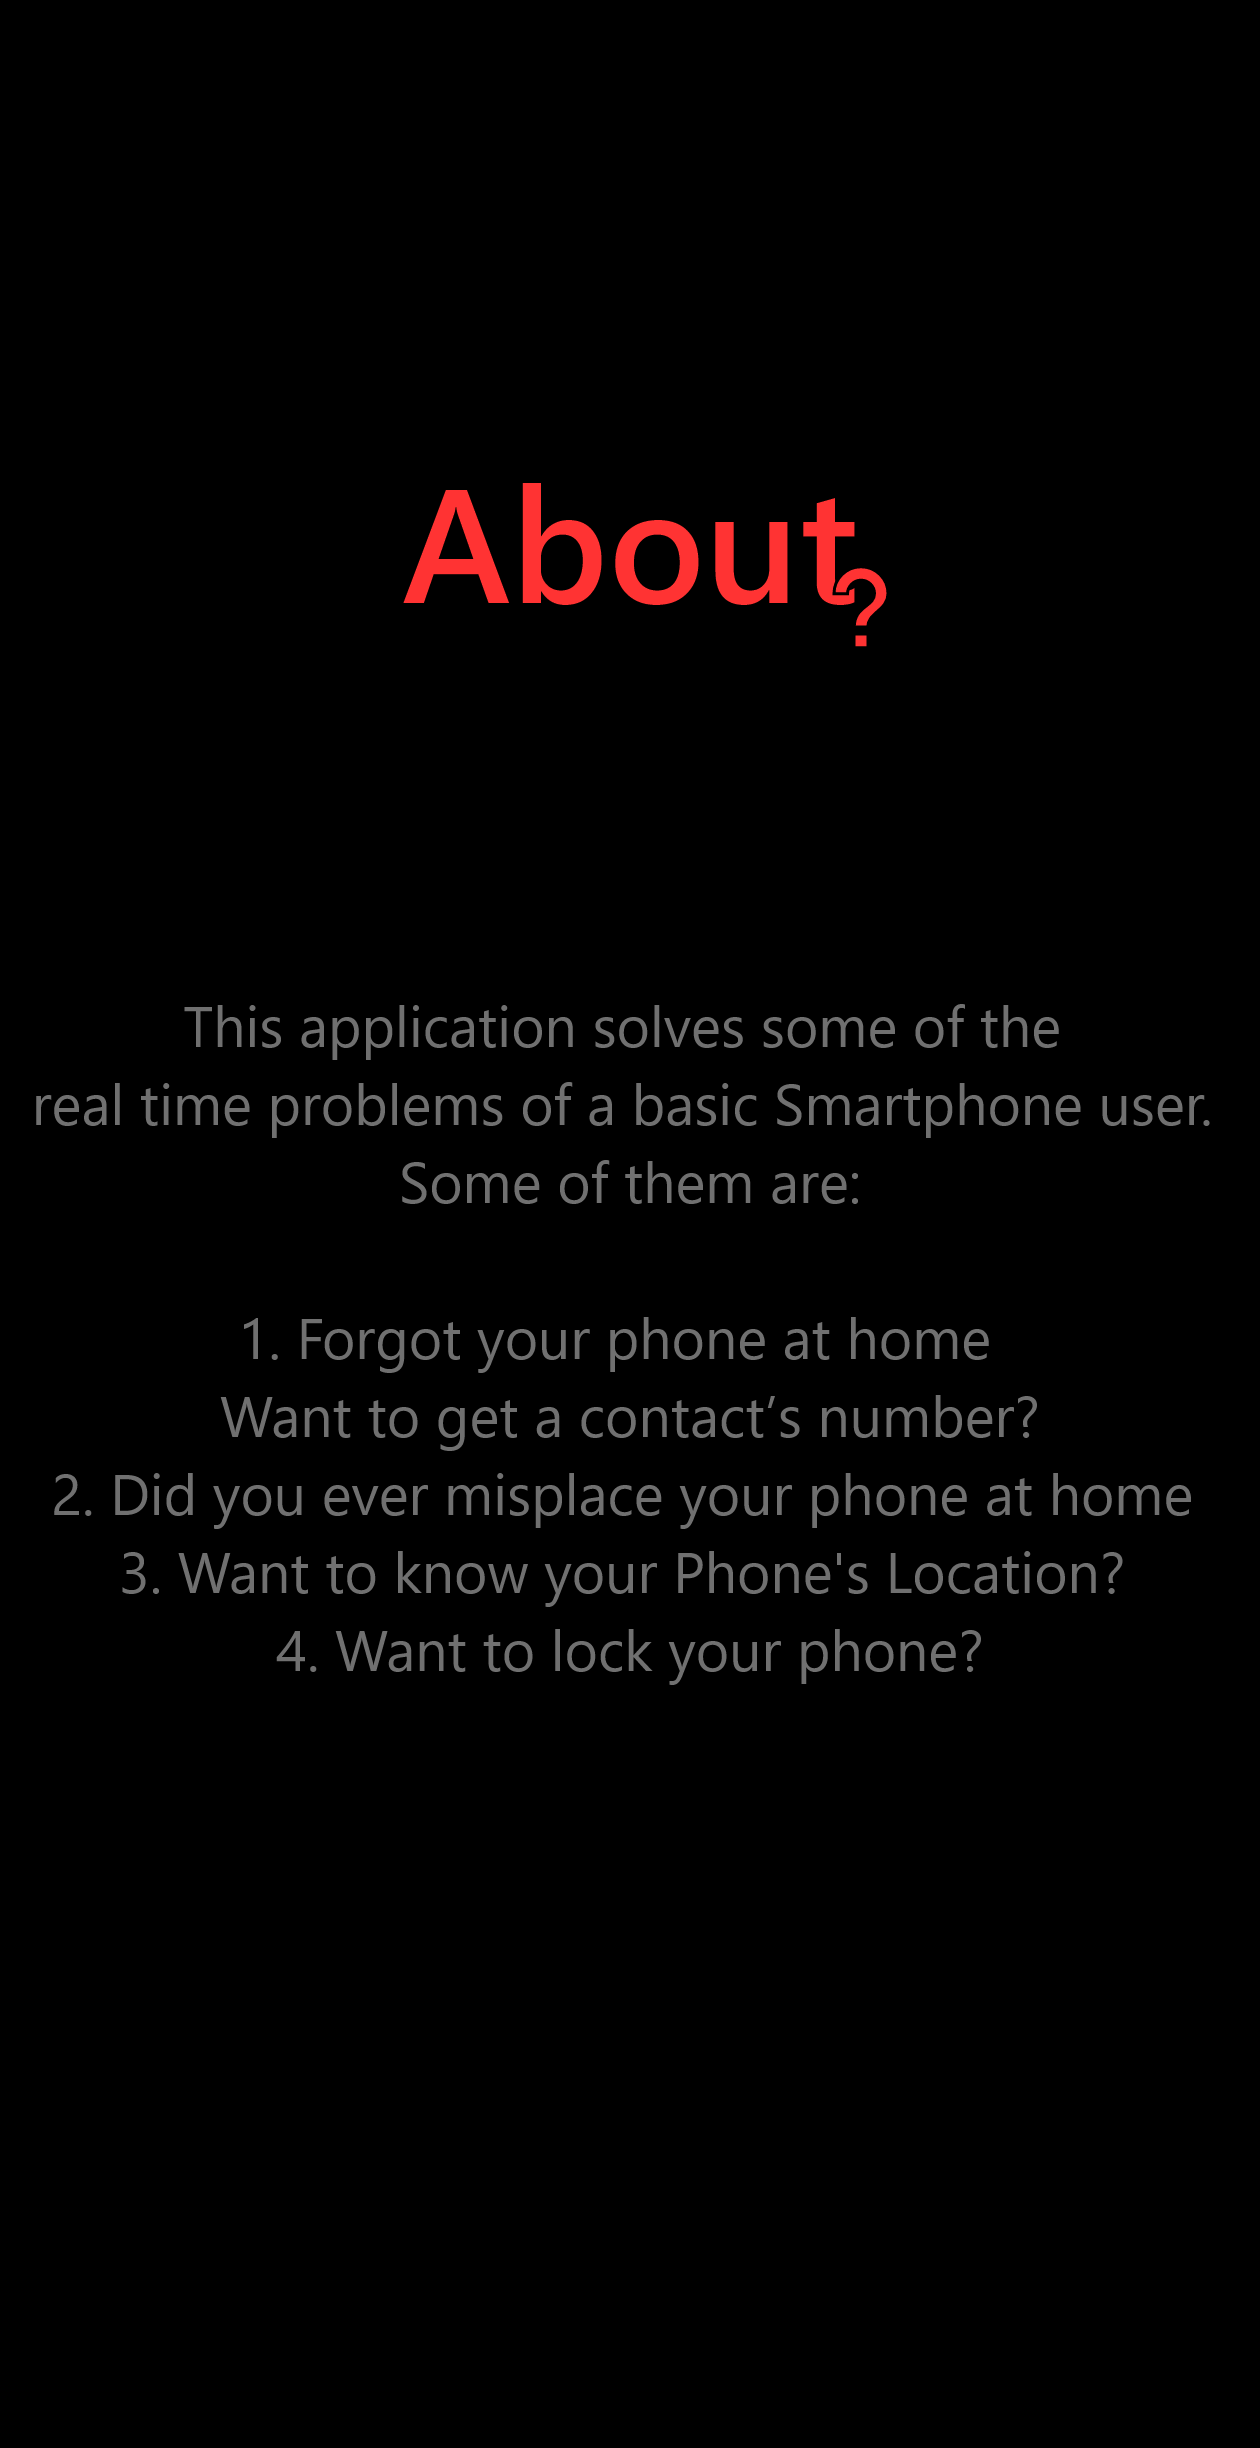 About?
This application solves some of the
real time problems of a basic Smartphone user.
Some of them are:
1. Forgot your phone at home
Want to get a contact’s number?
2. Did you ever misplace your phone at home
3. Want to know your Phone's Location?
4. Want to lock your phone?